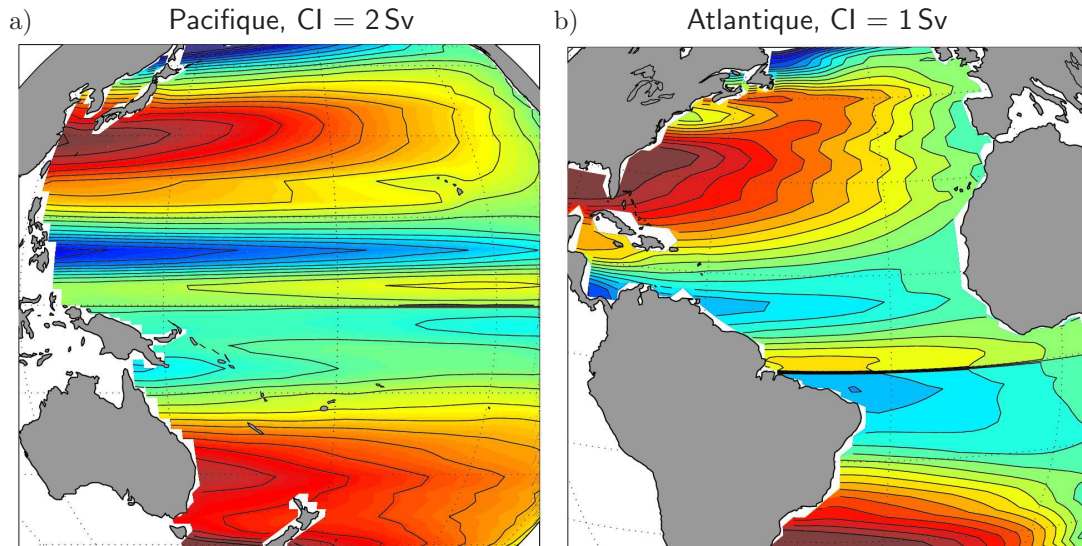 a) Pacifique, CI = 2 Sv
b) Atlantique, CI = 1 Sv